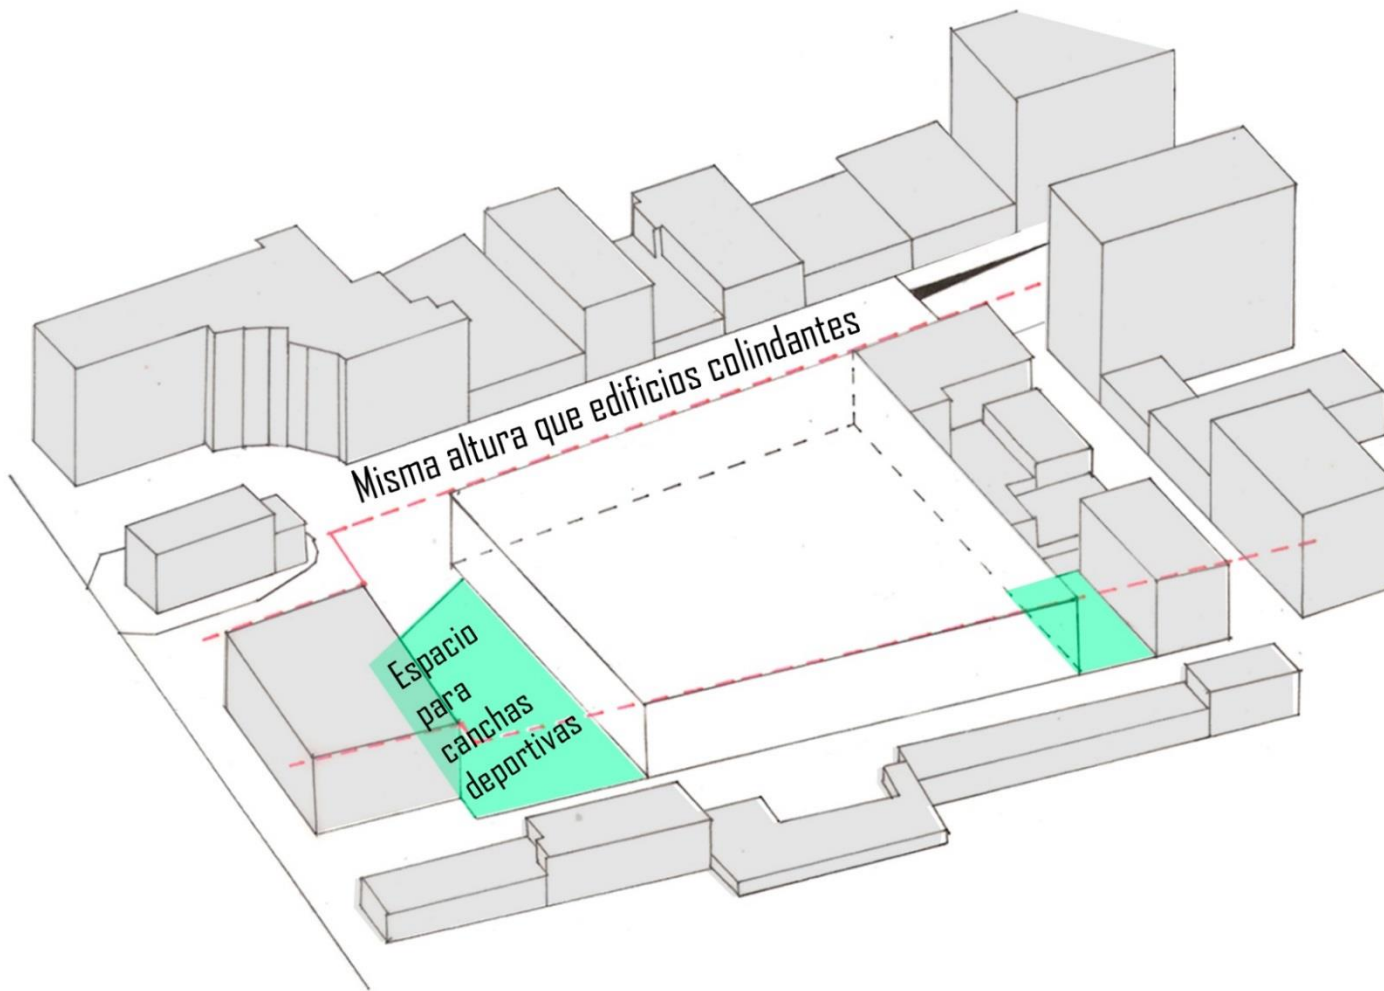 Misma altura que edificios colindantes
Espacio
para
canchas
deportivas